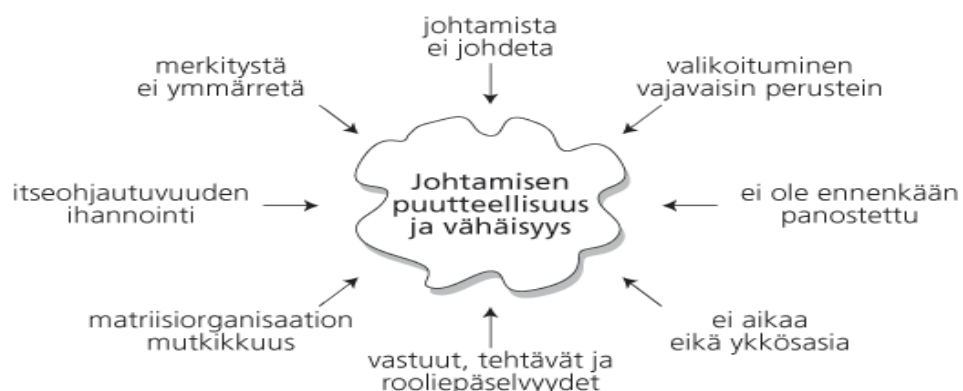 johtamista
ei johdeta
merkitystä
ei ymmärretä
valikoituminen
vajavaisin perustein
itseohjautuvuuden
ihannointi
Johtamisen
puutteellisuus
ja vähäisyys
ei ole ennenkään
panostettu
matriisiorganisaation
mutkikkuus
ei aikaa
eikä ykkösasia
vastuut, tehtävät ja
rooliepäselvyydet